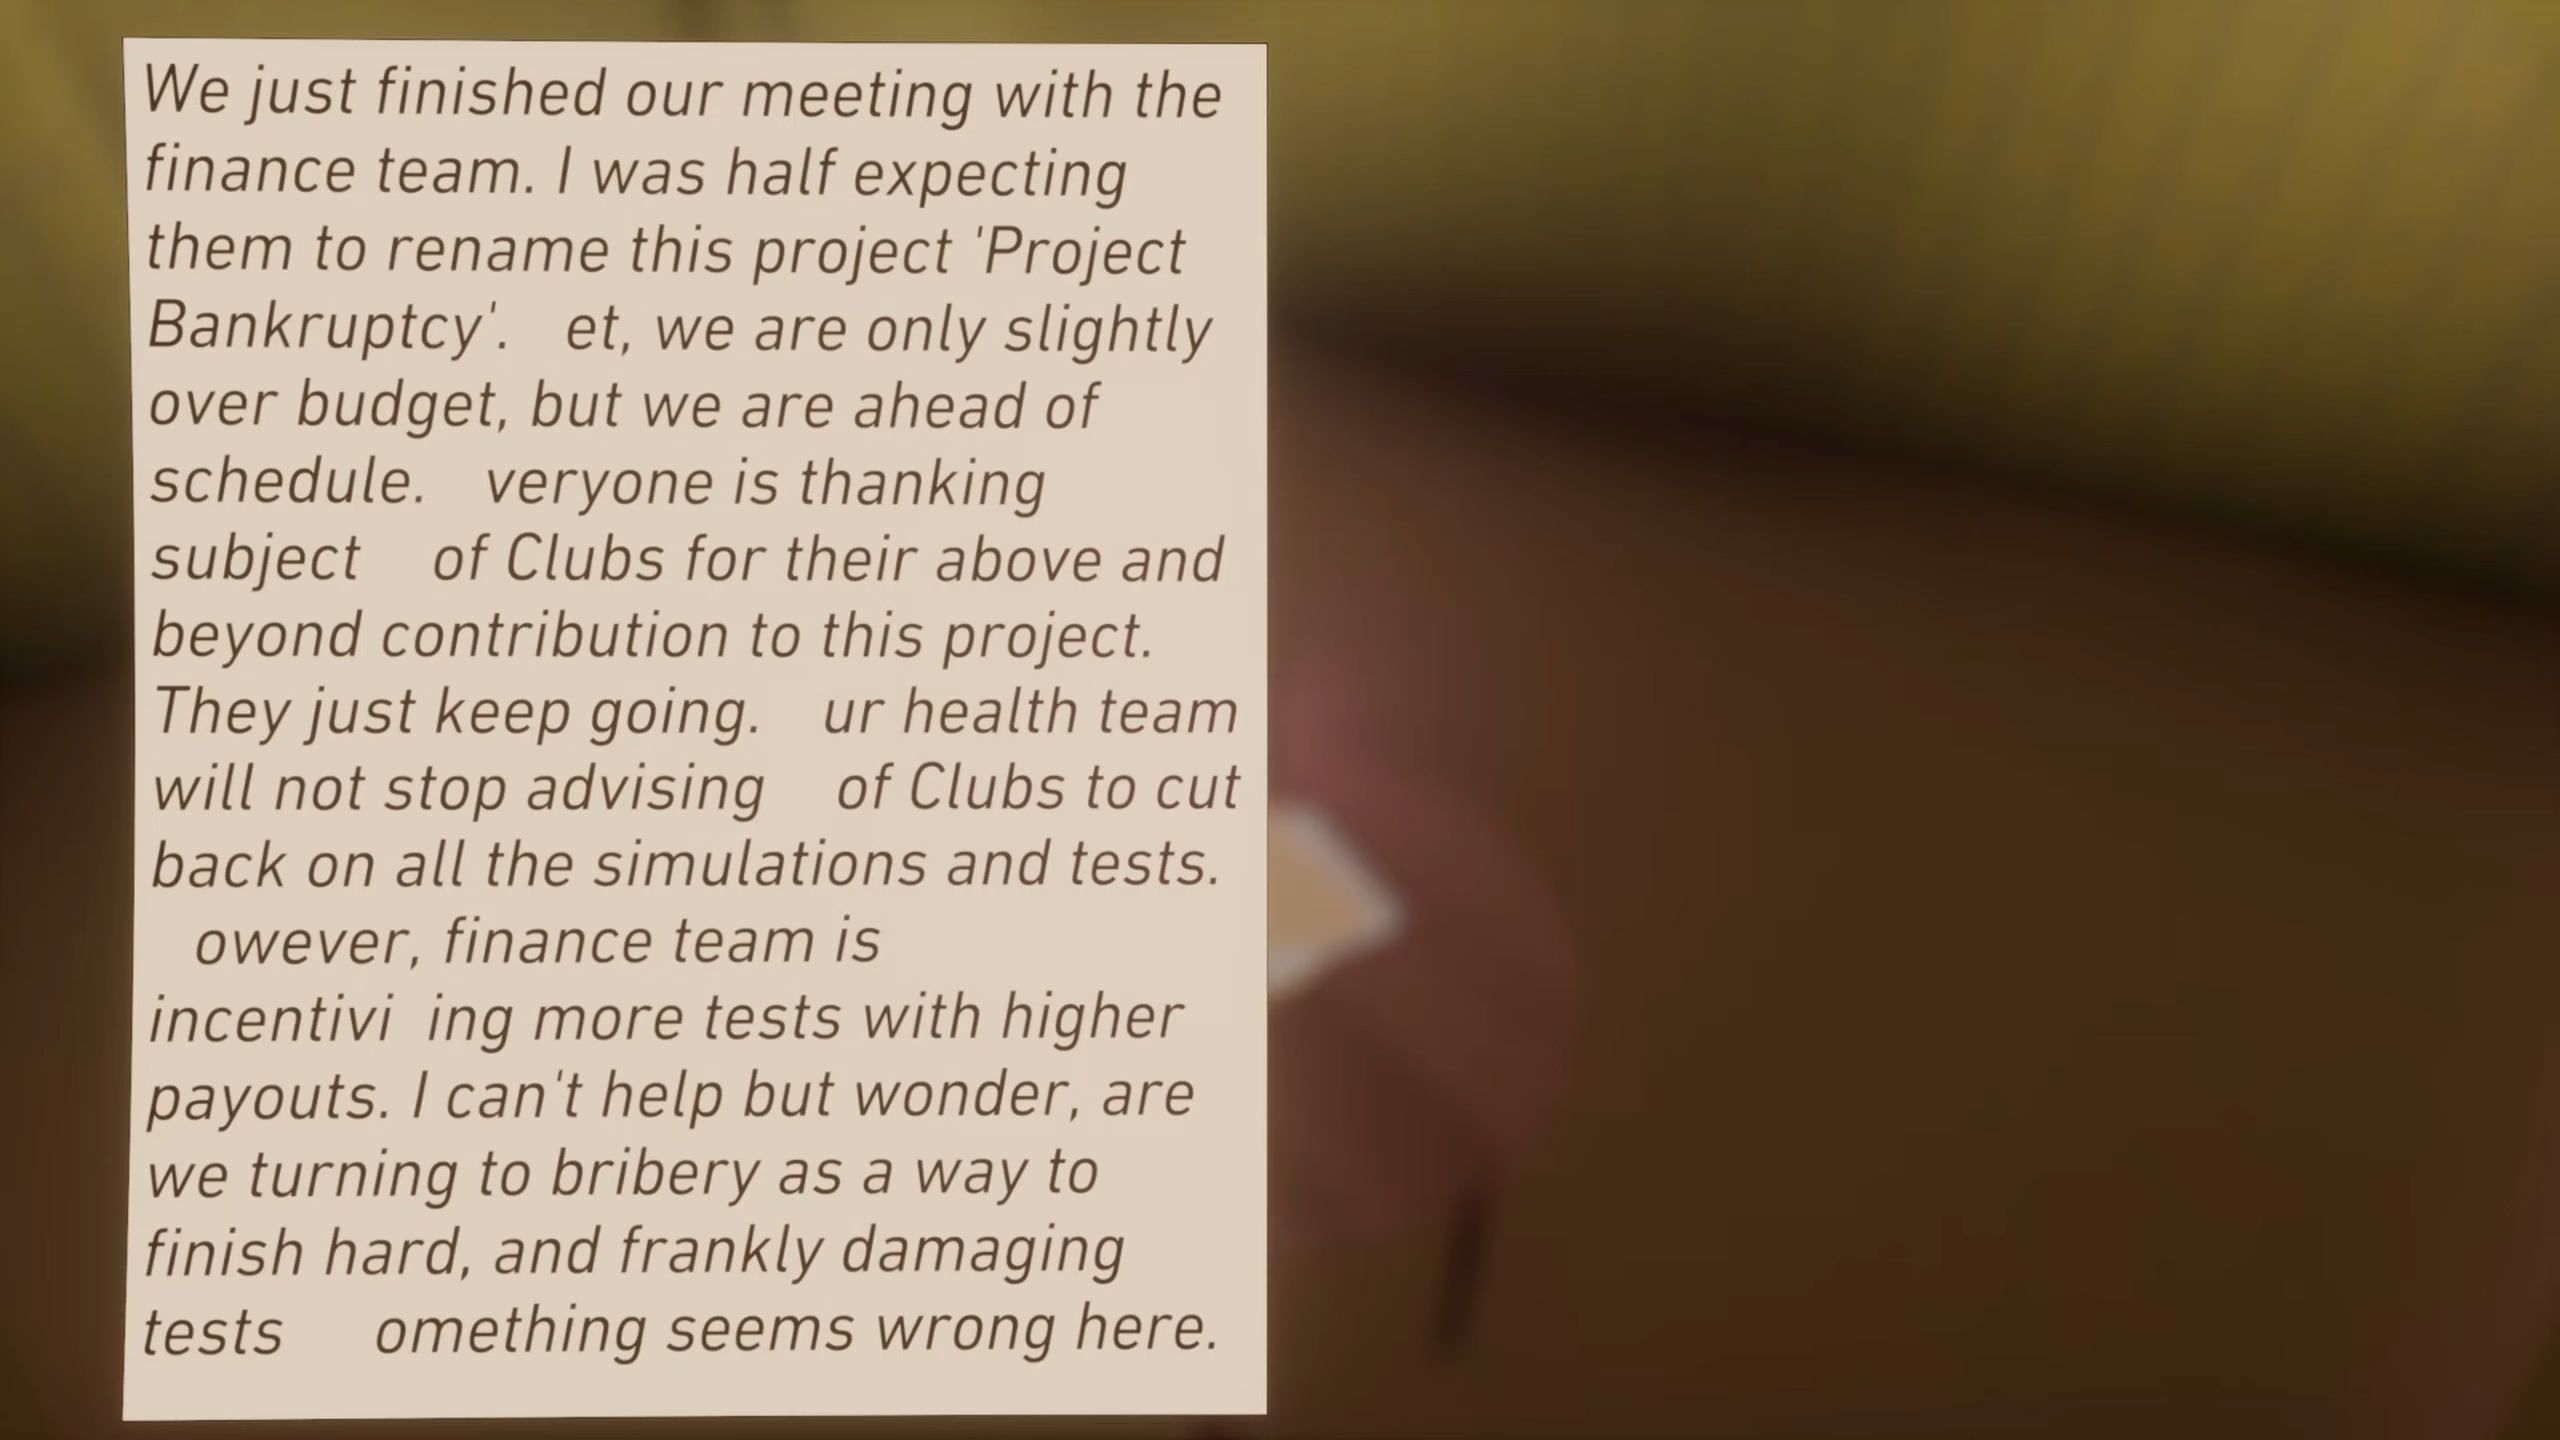 We just finished our meeting with the
finance team. I was half expecting
them to rename this project 'Project
Bankruptcy'. et, we are only slightly
over budget, but we are ahead of
schedule. veryone is thanking
subject of Clubs for their above and
beyond contribution to this project.
They just keep going. ur health team
will not stop advising of Clubs to cut
back on all the simulations and tests.
owever, finance team is
incentivi ing more tests with higher
payouts. I can't help but wonder, are
we turning to bribery as a way to
finish hard, and frankly damaging
tests omething seems wrong here.